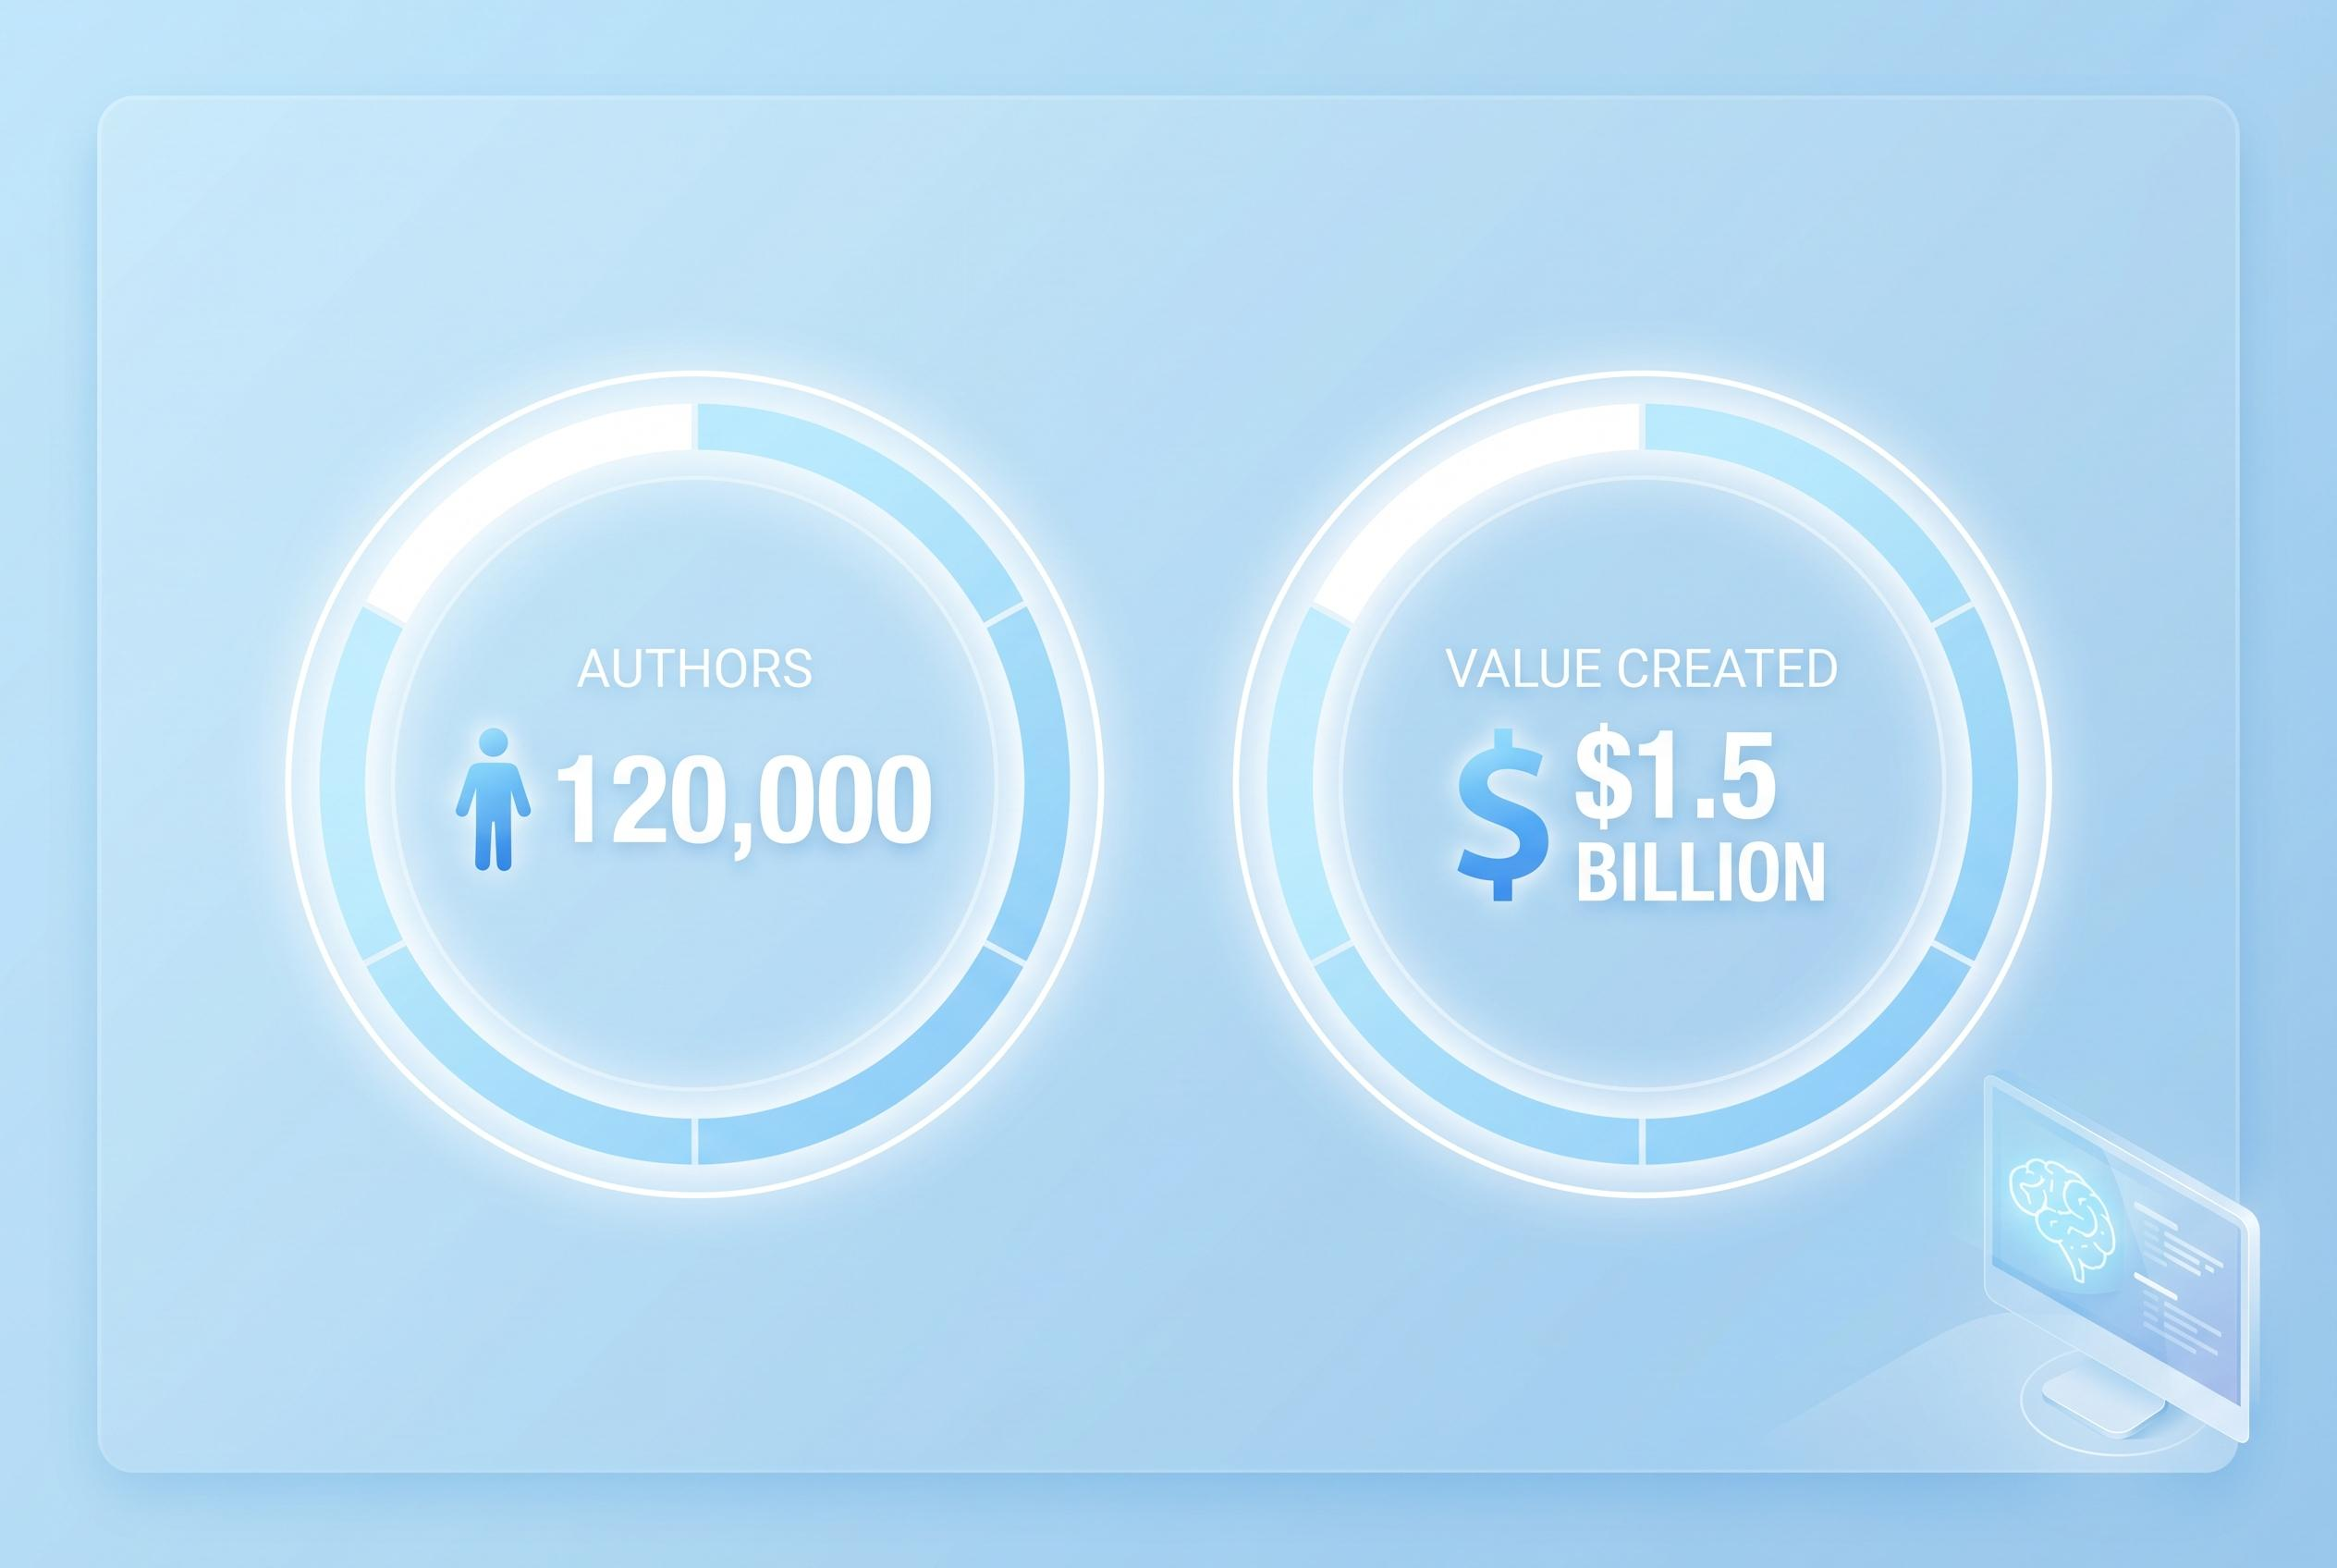 AUTHORS
120,000
VALUE CREATED
$
$1.5
BILLION